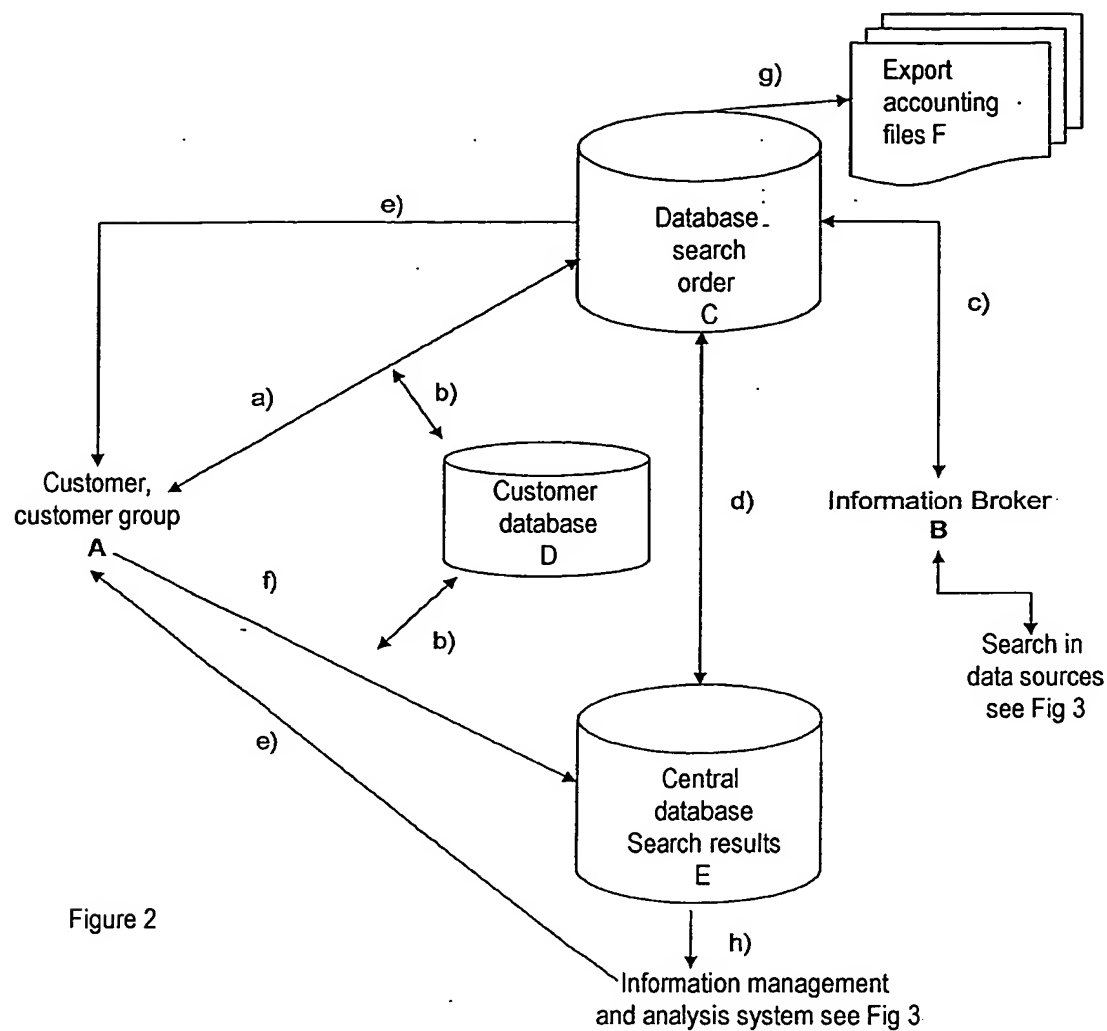 g)
Export
accounting
files F
e)
Database
search
order
C
c)
a)
b)
Customer,
customer group
A
Customer
database
D
d)
Information Broker
B
f)
b)
Search in
data sources
see Fig 3
e)
Central
database
Search results
E
Figure 2
h)
Information management
and analysis system see Fig 3